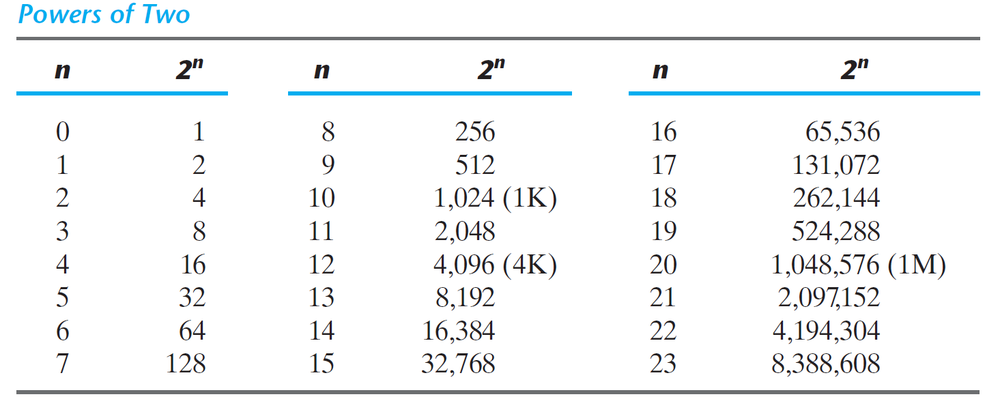 Powers of Two
n 2ⁿ n 2ⁿ n 2ⁿ
0 1 8 256 16 65,536
1 2 9 512 17 131,072
2 4 10 1,024 (1K) 18 262,144
3 8 11 2,048 19 524,288
4 16 12 4,096 (4K) 20 1,048,576 (1M)
5 32 13 8,192 21 2,097,152
6 64 14 16,384 22 4,194,304
7 128 15 32,768 23 8,388,608